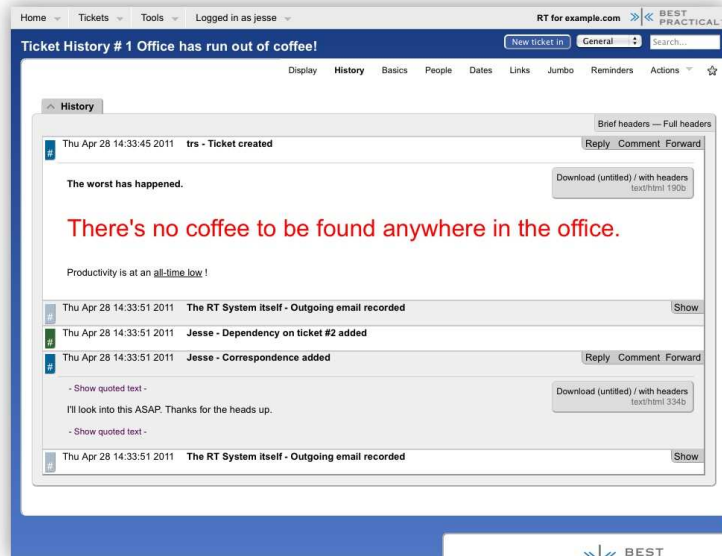 Home Tickets Tools Logged in as jesse RT for example.com BEST
PRACTICAL
Ticket History # 1 Office has run out of coffee! New ticket in General Search...
Display History Basics People Dates Links Jumbo Reminders Actions
History
Brief headers — Full headers
# Thu Apr 28 14:33:45 2011 trs - Ticket created Reply Comment Forward
The worst has happened. Download (untitled) / with headers
text/html 190b
There's no coffee to be found anywhere in the office.
Productivity is at an all-time low !
# Thu Apr 28 14:33:51 2011 The RT System itself - Outgoing email recorded Show
# Thu Apr 28 14:33:51 2011 Jesse - Dependency on ticket #2 added
# Thu Apr 28 14:33:51 2011 Jesse - Correspondence added Reply Comment Forward
- Show quoted text - Download (untitled) / with headers
text/html 334b
I'll look into this ASAP. Thanks for the heads up.
- Show quoted text -
# Thu Apr 28 14:33:51 2011 The RT System itself - Outgoing email recorded Show
BEST